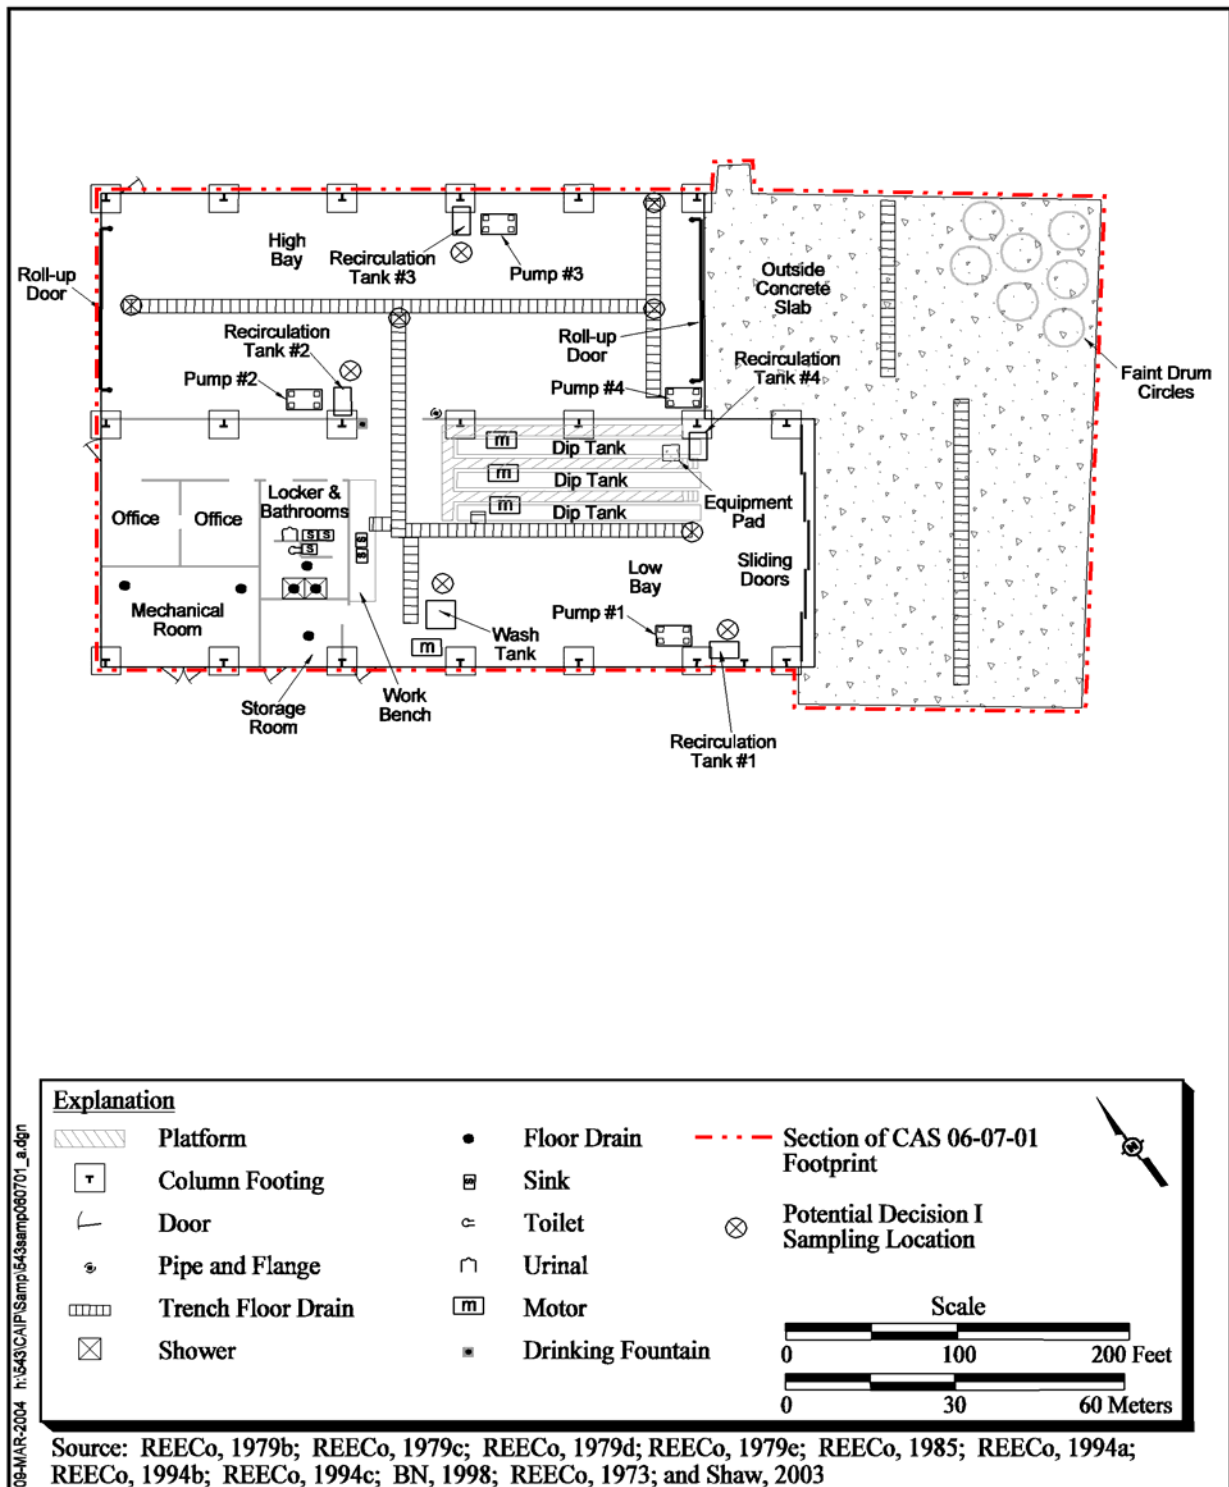 High
Bay
Recirculation
Tank #3
Pump #3
Roll-up
Door
Outside
Concrete
Slab
Recirculation
Tank #2
Roll-up
Door
Recirculation
Tank #4
Pump #2
Pump #4
Faint Drum
Circles
m
Dip Tank
m
Dip Tank
m
Dip Tank
Equipment
Pad
Office
Office
Locker &
Bathrooms
S
S
S
S
S
Low
Bay
Sliding
Doors
Mechanical
Room
Pump #1
Wash
Tank
m
Storage
Room
Work
Bench
Recirculation
Tank #1
Explanation
Platform
T
Column Footing
Door
Pipe and Flange
Trench Floor Drain
Shower
Floor Drain
S
Sink
Toilet
Urinal
m
Motor
Drinking Fountain
Section of CAS 06-07-01
Footprint
Potential Decision I
Sampling Location
N
Scale
0 100 200 Feet
0 30 60 Meters
09-MAR-2004 h:\543\CAIP\Samp\543samp060701_a.dgn
Source: REECo, 1979b; REECo, 1979c; REECo, 1979d; REECo, 1979e; REECo, 1985; REECo, 1994a;
REECo, 1994b; REECo, 1994c; BN, 1998; REECo, 1973; and Shaw, 2003